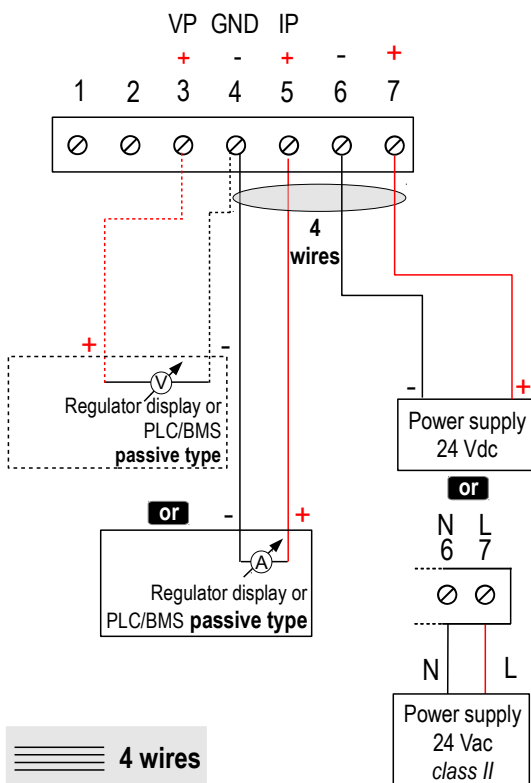 VP GND IP
+ - + - +
1 2 3 4 5 6 7
4
wires
+ -
V
Regulator display or
PLC/BMS
passive type
- +
Power supply
24 Vdc
or
- +
A
Regulator display or
PLC/BMS passive type
or
N L
6 7
N L
Power supply
24 Vac
class II
4 wires